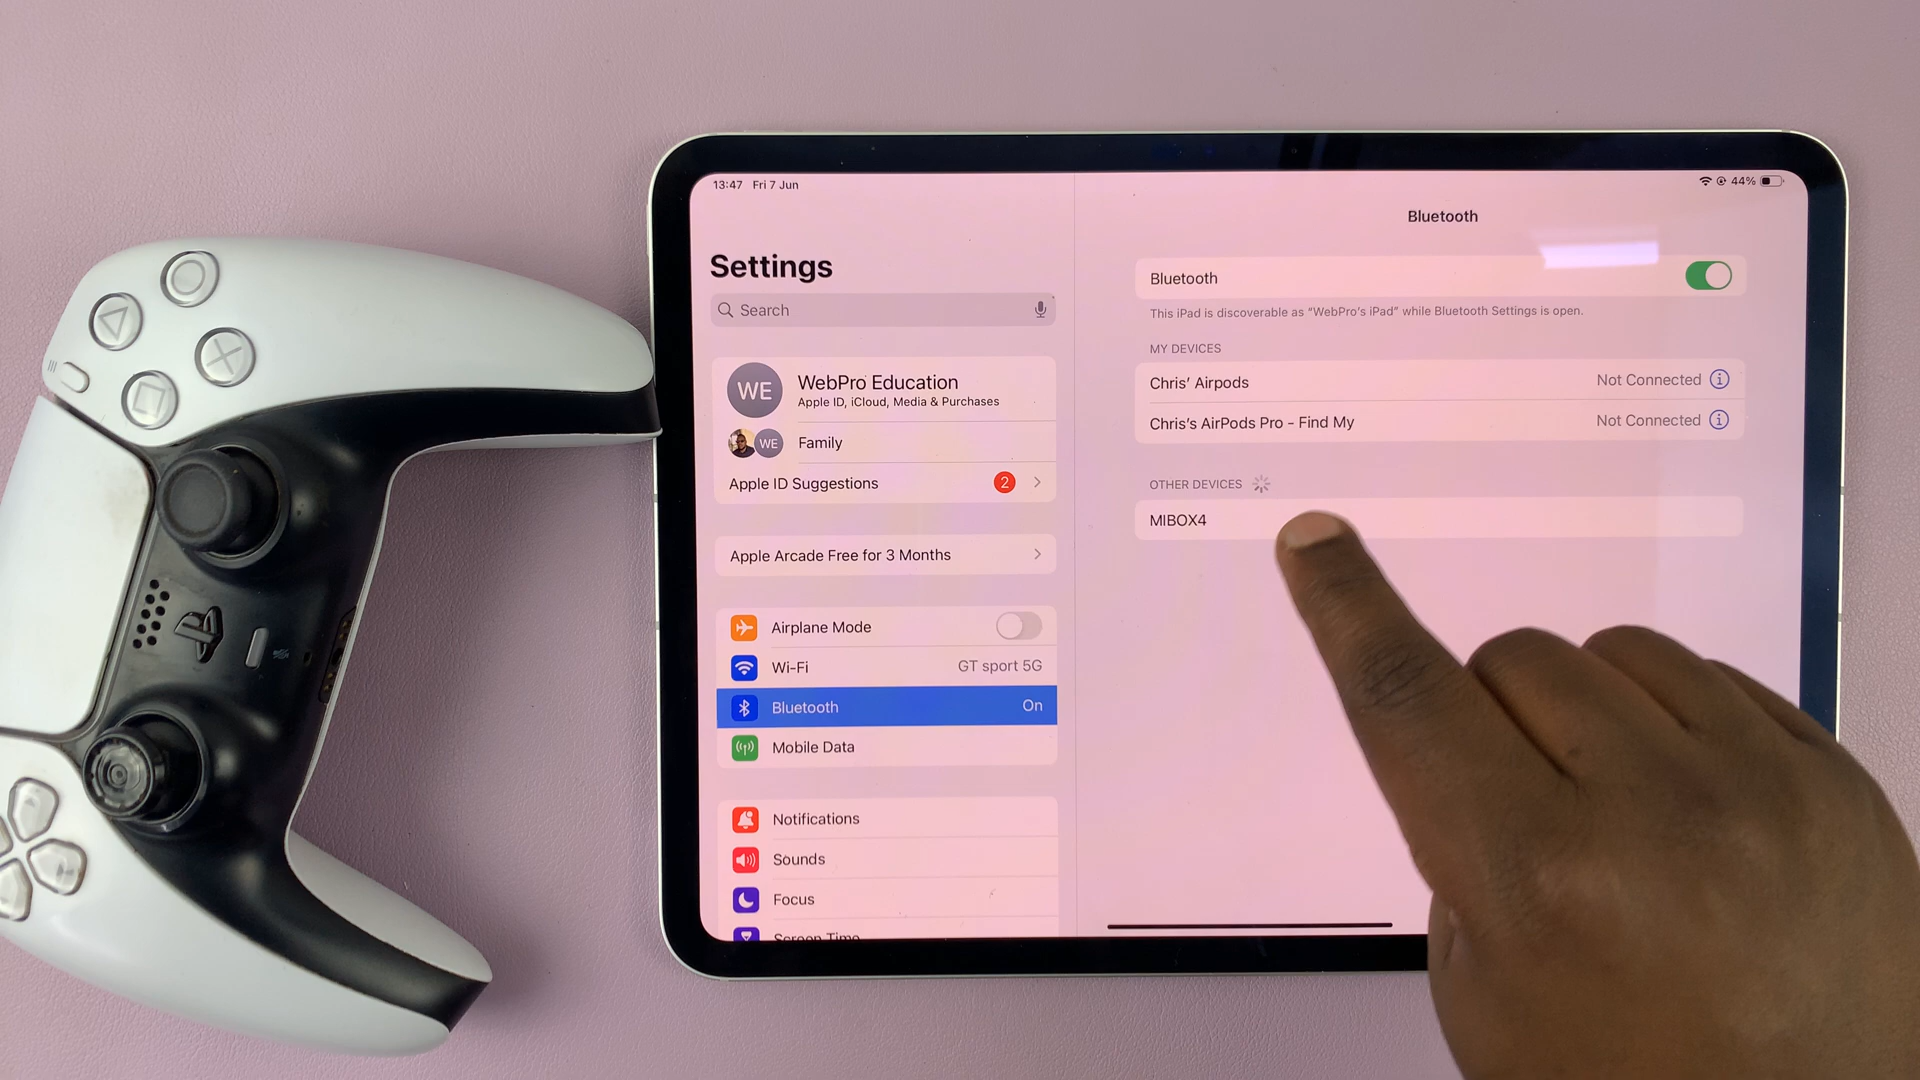 13:47 Fri 7 Jun
44%
Settings
Search
WE
WebPro Education
Apple ID, iCloud, Media & Purchases
WE
Family
Apple ID Suggestions
2
Apple Arcade Free for 3 Months
Airplane Mode
Wi-Fi
GT sport 5G
Bluetooth
On
Mobile Data
Notifications
Sounds
Focus
Screen Time
Bluetooth
Bluetooth
This iPad is discoverable as “WebPro’s iPad” while Bluetooth Settings is open.
MY DEVICES
Chris’ Airpods
Not Connected
Chris’s AirPods Pro - Find My
Not Connected
OTHER DEVICES
MIBOX4